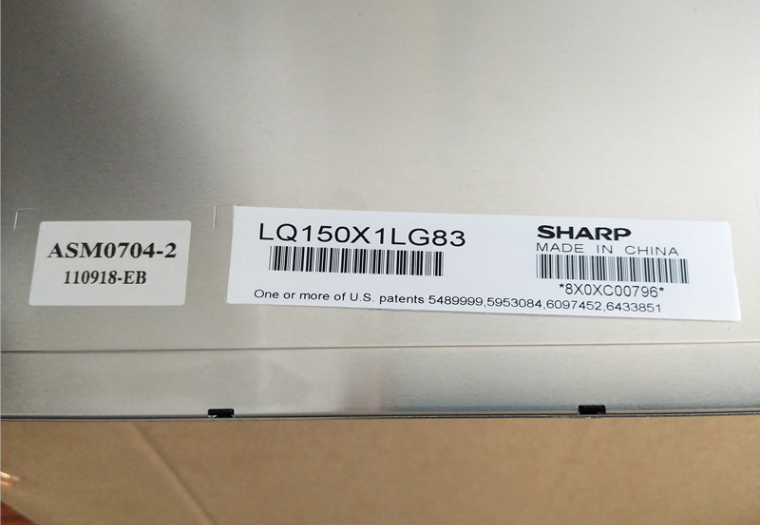 ASM0704-2
110918-EB
LQ150X1LG83
SHARP
MADE IN CHINA
*8X0XC00796*
One or more of U.S. patents 5489999,5953084,6097452,6433851